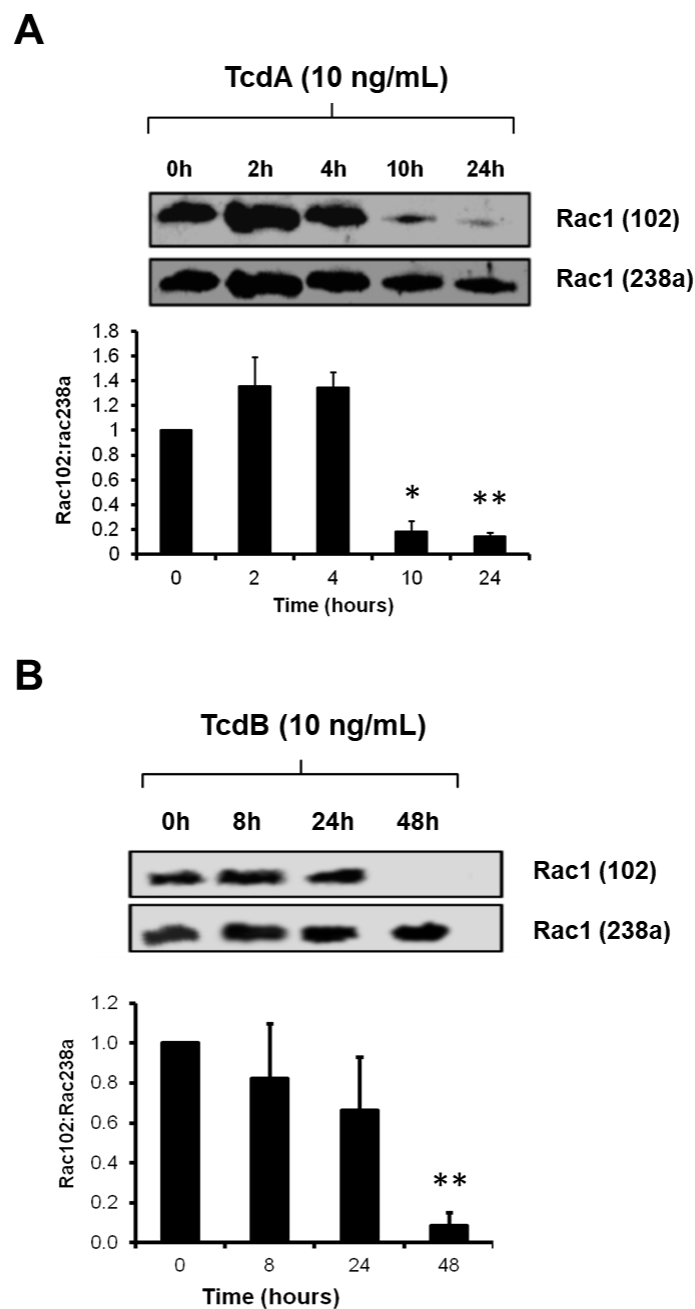 A
TcdA (10 ng/mL)
0h 2h 4h 10h 24h
Rac1 (102)
Rac1 (238a)
1.8
1.6
1.4
1.2
1
0.8
0.6
0.4
0.2
0
Rac102:rac238a
* **
0 2 4 10 24
Time (hours)
B
TcdB (10 ng/mL)
0h 8h 24h 48h
Rac1 (102)
Rac1 (238a)
1.2
1.0
0.8
0.6
0.4
0.2
0.0
Rac102:Rac238a
**
0 8 24 48
Time (hours)